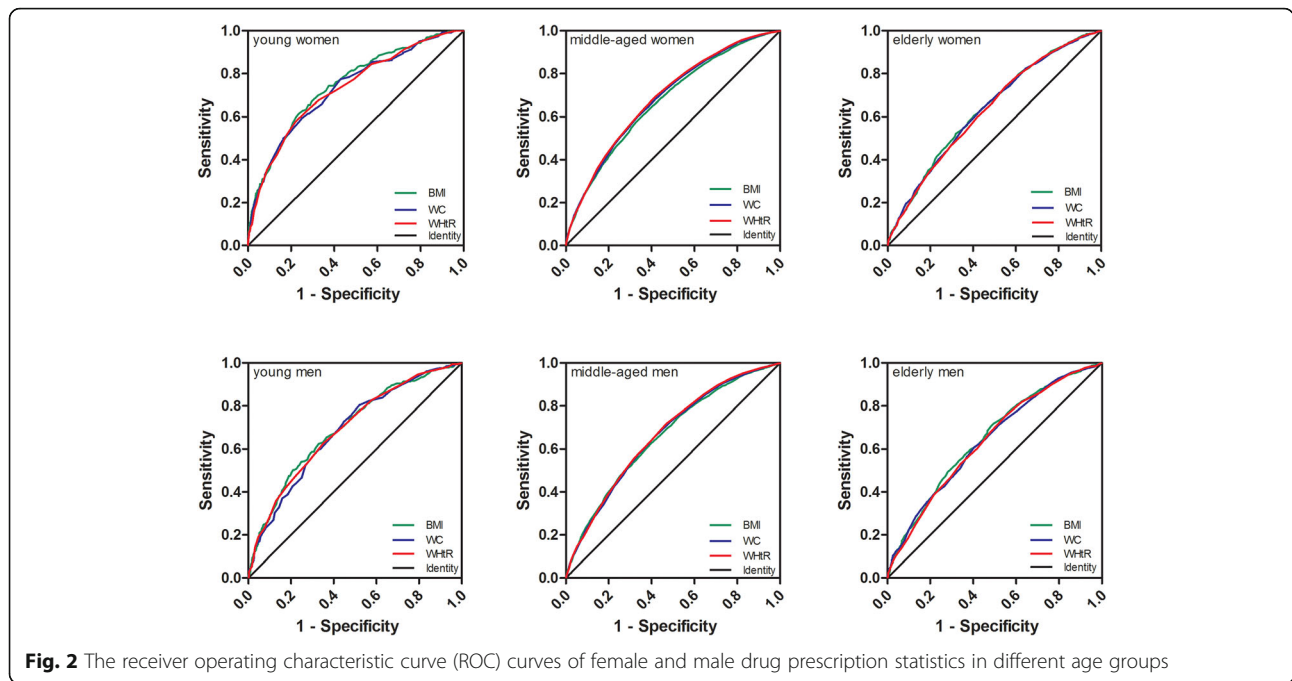 young women
1.0
0.8
0.6
0.4
0.2
0.0
Sensitivity
BMI
WC
WHtR
Identity
0.0 0.2 0.4 0.6 0.8 1.0
1 - Specificity
middle-aged women
1.0
0.8
0.6
0.4
0.2
0.0
Sensitivity
BMI
WC
WHtR
Identity
0.0 0.2 0.4 0.6 0.8 1.0
1 - Specificity
elderly women
1.0
0.8
0.6
0.4
0.2
0.0
Sensitivity
BMI
WC
WHtR
Identity
0.0 0.2 0.4 0.6 0.8 1.0
1 - Specificity
young men
1.0
0.8
0.6
0.4
0.2
0.0
Sensitivity
BMI
WC
WHtR
Identity
0.0 0.2 0.4 0.6 0.8 1.0
1 - Specificity
middle-aged men
1.0
0.8
0.6
0.4
0.2
0.0
Sensitivity
BMI
WC
WHtR
Identity
0.0 0.2 0.4 0.6 0.8 1.0
1 - Specificity
elderly men
1.0
0.8
0.6
0.4
0.2
0.0
Sensitivity
BMI
WC
WHtR
Identity
0.0 0.2 0.4 0.6 0.8 1.0
1 - Specificity
Fig. 2 The receiver operating characteristic curve (ROC) curves of female and male drug prescription statistics in different age groups